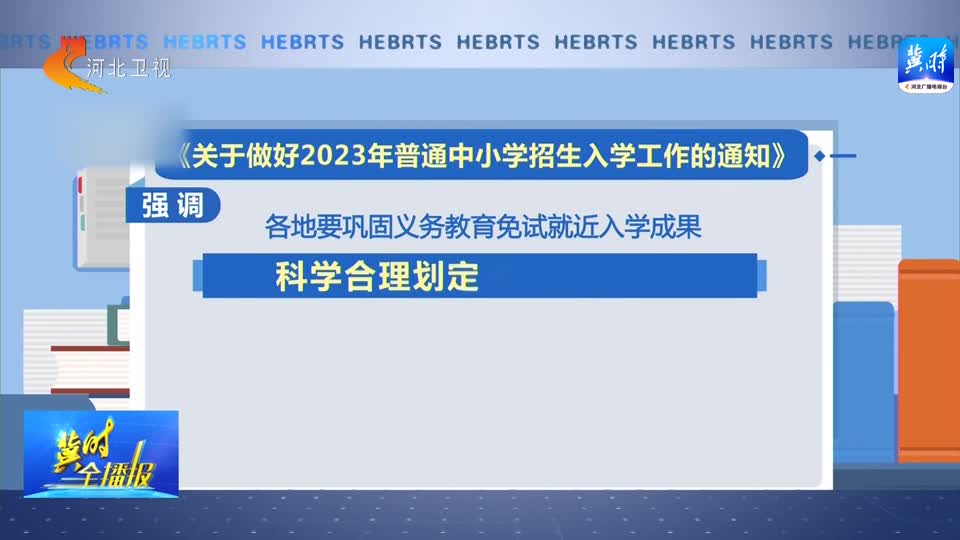 HEBRTS HEBRTS HEBRTS HEBRTS HEBRTS HEBRTS HEBRTS HEBRTS
河北卫视
冀时
河北广播电视台
《关于做好2023年普通中小学招生入学工作的通知》
强调
各地要巩固义务教育免试就近入学成果
科学合理划定
冀时
全播报